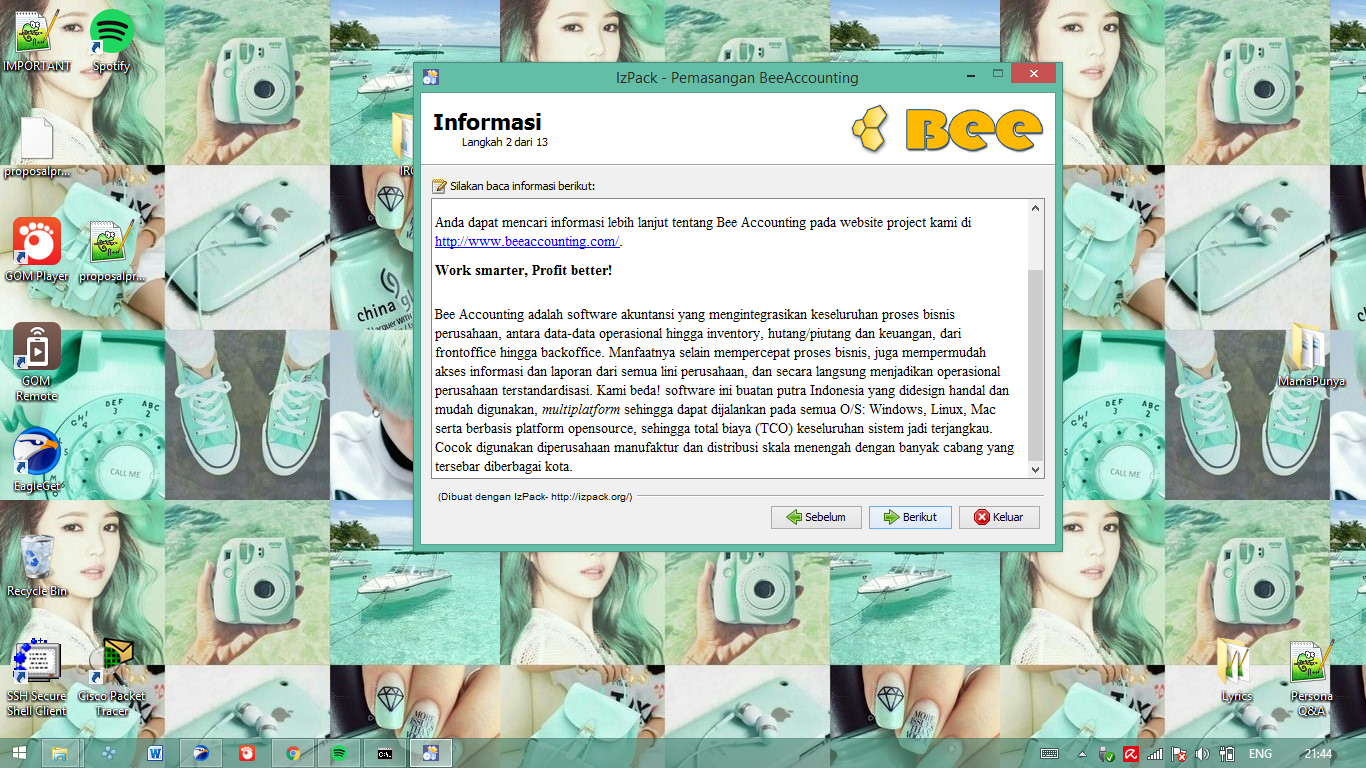 IMPORTANT
Spotify
proposalpr...
GOM Player
proposalpr...
GOM
Remote
EagleGet
Recycle Bin
SSH Secure
Shell Client
Cisco Packet
Tracer
IzPack - Pemasangan BeeAccounting
Informasi
Langkah 2 dari 13
Bee
Silakan baca informasi berikut:
Anda dapat mencari informasi lebih lanjut tentang Bee Accounting pada website project kami di
http://www.beeaccounting.com/.
Work smarter, Profit better!
Bee Accounting adalah software akuntansi yang mengintegrasikan keseluruhan proses bisnis
perusahaan, antara data-data operasional hingga inventory, hutang/piutang dan keuangan, dari
frontoffice hingga backoffice. Manfaatnya selain mempercepat proses bisnis, juga mempermudah
akses informasi dan laporan dari semua lini perusahaan, dan secara langsung menjadikan operasional
perusahaan terstandardisasi. Kami beda! software ini buatan putra Indonesia yang didesign handal dan
mudah digunakan, multiplatform sehingga dapat dijalankan pada semua O/S: Windows, Linux, Mac
serta berbasis platform opensource, sehingga total biaya (TCO) keseluruhan sistem jadi terjangkau.
Cocok digunakan diperusahaan manufaktur dan distribusi skala menengah dengan banyak cabang yang
tersebar diberbagai kota.
(Dibuat dengan IzPack- http://izpack.org/)
Sebelum
Berikut
Keluar
MamaPunya
Lyrics
Persona
Q&A
china
CALL ME
CALL ME
ENG
21:44